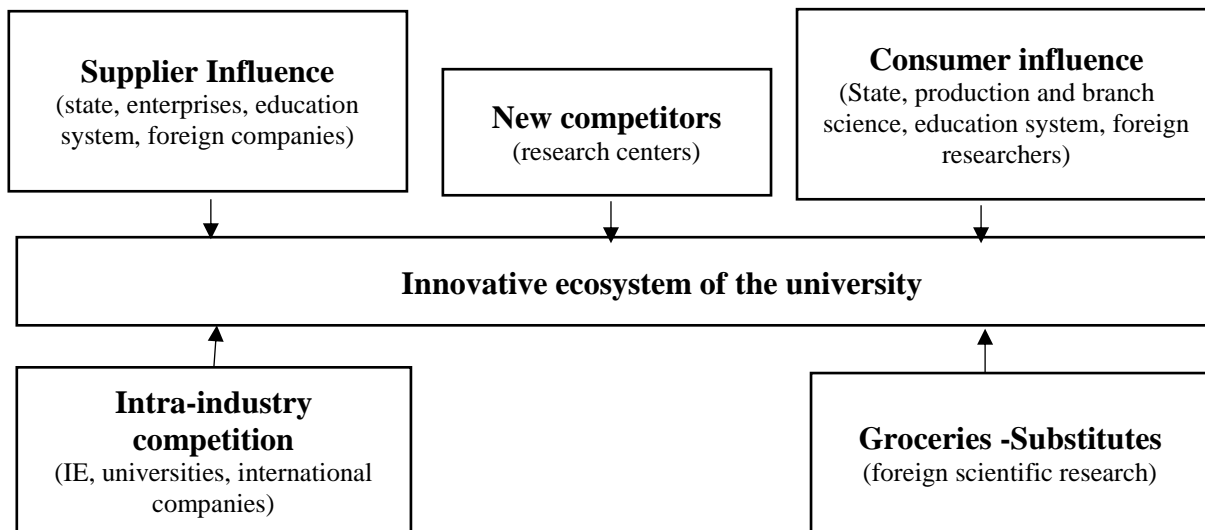 Supplier Influence
(state, enterprises, education
system, foreign companies)
New competitors
(research centers)
Consumer influence
(State, production and branch
science, education system, foreign
researchers)
Innovative ecosystem of the university
Intra-industry
competition
(IE, universities, international
companies)
Groceries -Substitutes
(foreign scientific research)